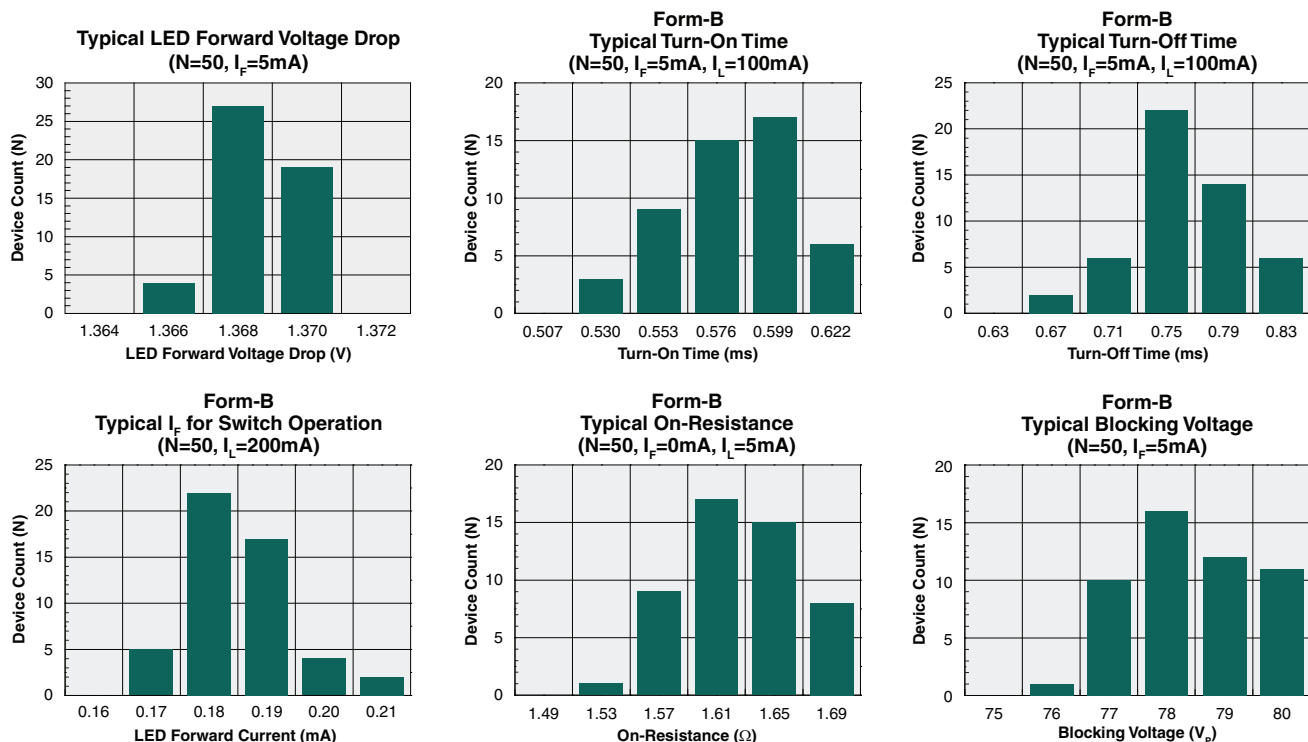 Typical LED Forward Voltage Drop
(N=50, IF=5mA)
Device Count (N)
30
25
20
15
10
5
0
1.364 1.366 1.368 1.370 1.372
LED Forward Voltage Drop (V)
Form-B
Typical Turn-On Time
(N=50, IF=5mA, IL=100mA)
Device Count (N)
20
15
10
5
0
0.507 0.530 0.553 0.576 0.599 0.622
Turn-On Time (ms)
Form-B
Typical Turn-Off Time
(N=50, IF=5mA, IL=100mA)
Device Count (N)
25
20
15
10
5
0
0.63 0.67 0.71 0.75 0.79 0.83
Turn-Off Time (ms)
Form-B
Typical IF for Switch Operation
(N=50, IL=200mA)
Device Count (N)
25
20
15
10
5
0
0.16 0.17 0.18 0.19 0.20 0.21
LED Forward Current (mA)
Form-B
Typical On-Resistance
(N=50, IF=0mA, IL=5mA)
Device Count (N)
20
15
10
5
0
1.49 1.53 1.57 1.61 1.65 1.69
On-Resistance (Ω)
Form-B
Typical Blocking Voltage
(N=50, IF=5mA)
Device Count (N)
20
15
10
5
0
75 76 77 78 79 80
Blocking Voltage (VP)